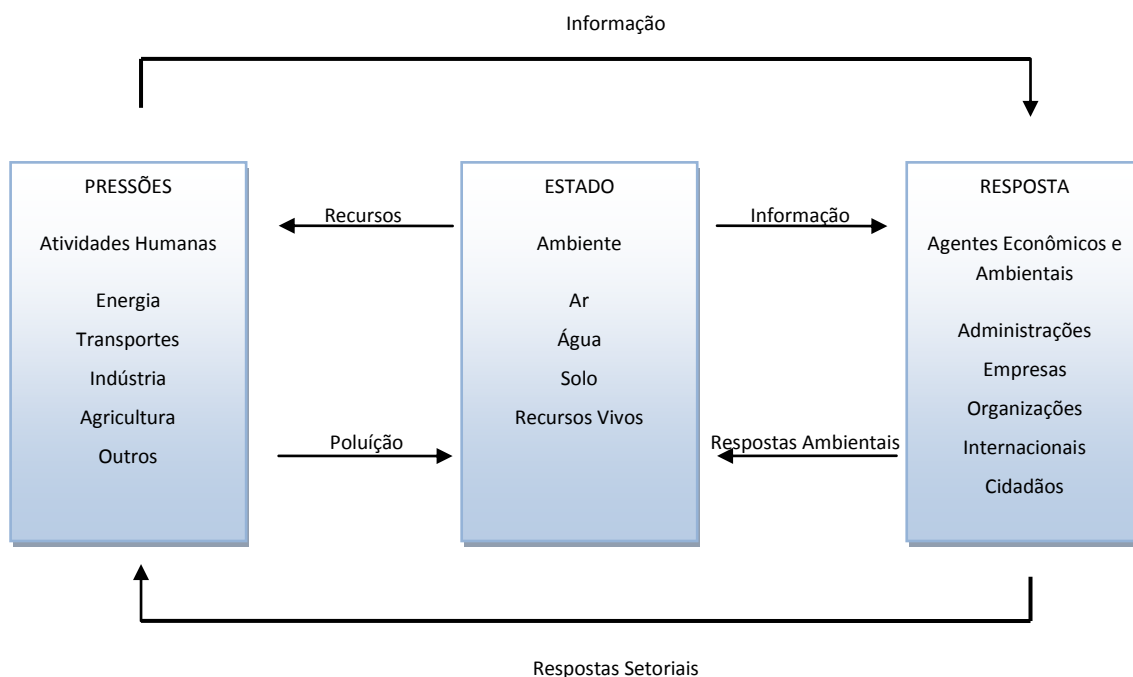 Informação
PRESSÕES
Atividades Humanas
Energia
Transportes
Indústria
Agricultura
Outros
Recursos
Poluíção
ESTADO
Ambiente
Ar
Água
Solo
Recursos Vivos
Informação
Respostas Ambientais
RESPOSTA
Agentes Econômicos e
Ambientais
Administrações
Empresas
Organizações
Internacionais
Cidadãos
Respostas Setoriais